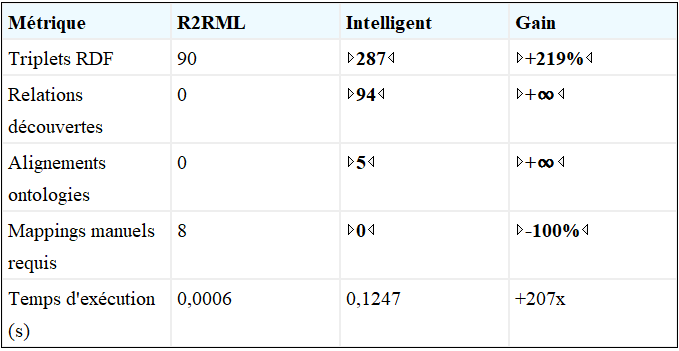 Métrique R2RML Intelligent Gain
Triplets RDF 90 ▷287◁ ▷+219%◁
Relations découvertes 0 ▷94◁ ▷+∞◁
Alignements ontologies 0 ▷5◁ ▷+∞◁
Mappings manuels requis 8 ▷0◁ ▷-100%◁
Temps d'exécution (s) 0,0006 0,1247 +207x